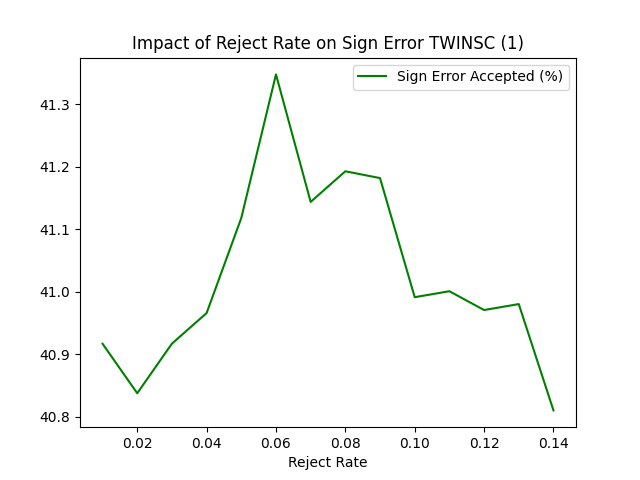 Impact of Reject Rate on Sign Error TWINSC (1)
Sign Error Accepted (%)
41.3
41.2
41.1
41.0
40.9
40.8
0.02 0.04 0.06 0.08 0.10 0.12 0.14
Reject Rate